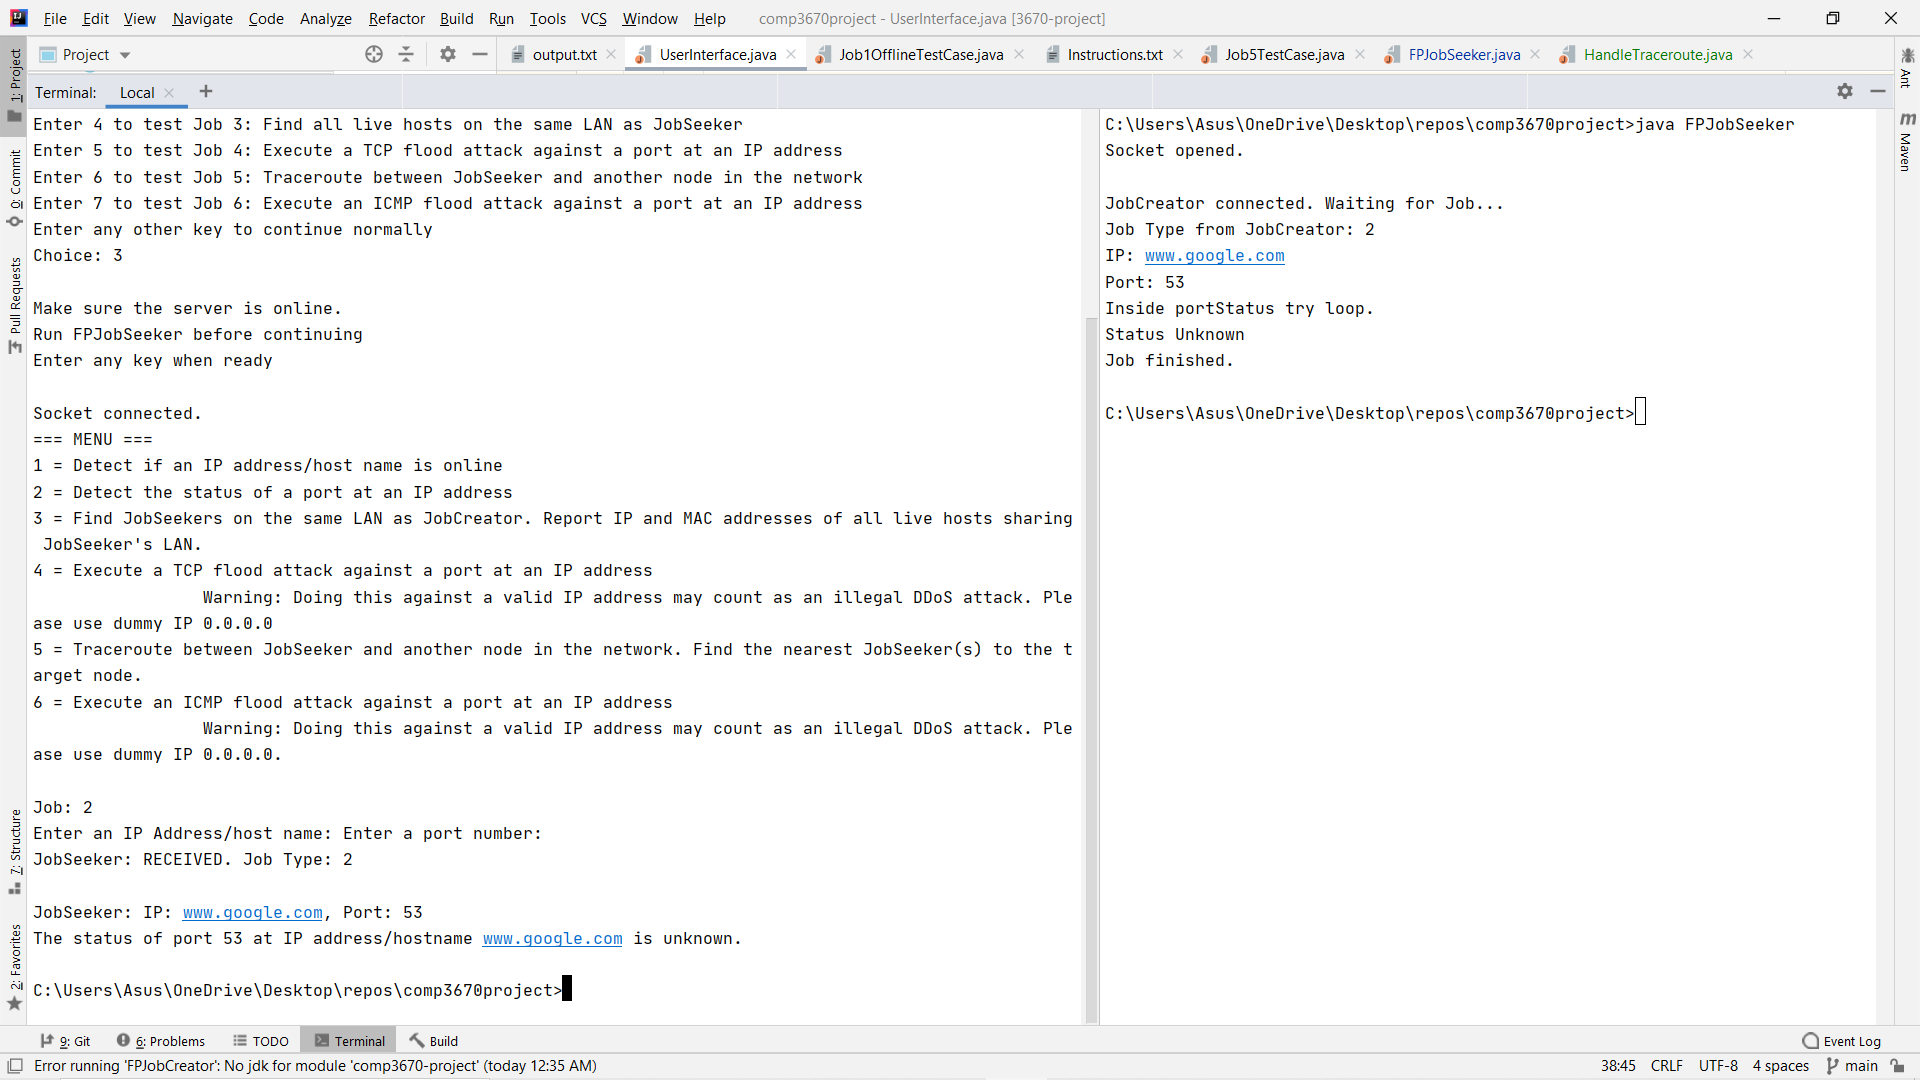 File Edit View Navigate Code Analyze Refactor Build Run Tools VCS Window Help comp3670project - UserInterface.java [3670-project]
Project output.txt UserInterface.java Job1OfflineTestCase.java Instructions.txt Job5TestCase.java FPJobSeeker.java HandleTraceroute.java
Terminal: Local
1: Project
0: Commit
Pull Requests
7: Structure
2: Favorites
Enter 4 to test Job 3: Find all live hosts on the same LAN as JobSeeker
Enter 5 to test Job 4: Execute a TCP flood attack against a port at an IP address
Enter 6 to test Job 5: Traceroute between JobSeeker and another node in the network
Enter 7 to test Job 6: Execute an ICMP flood attack against a port at an IP address
Enter any other key to continue normally
Choice: 3
Make sure the server is online.
Run FPJobSeeker before continuing
Enter any key when ready
Socket connected.
=== MENU ===
1 = Detect if an IP address/host name is online
2 = Detect the status of a port at an IP address
3 = Find JobSeekers on the same LAN as JobCreator. Report IP and MAC addresses of all live hosts sharing
JobSeeker's LAN.
4 = Execute a TCP flood attack against a port at an IP address
Warning: Doing this against a valid IP address may count as an illegal DDoS attack. Ple
ase use dummy IP 0.0.0.0
5 = Traceroute between JobSeeker and another node in the network. Find the nearest JobSeeker(s) to the t
arget node.
6 = Execute an ICMP flood attack against a port at an IP address
Warning: Doing this against a valid IP address may count as an illegal DDoS attack. Ple
ase use dummy IP 0.0.0.0.
Job: 2
Enter an IP Address/host name: Enter a port number:
JobSeeker: RECEIVED. Job Type: 2
JobSeeker: IP: www.google.com, Port: 53
The status of port 53 at IP address/hostname www.google.com is unknown.
C:\Users\Asus\OneDrive\Desktop\repos\comp3670project>
C:\Users\Asus\OneDrive\Desktop\repos\comp3670project>java FPJobSeeker
Socket opened.
JobCreator connected. Waiting for Job...
Job Type from JobCreator: 2
IP: www.google.com
Port: 53
Inside portStatus try loop.
Status Unknown
Job finished.
C:\Users\Asus\OneDrive\Desktop\repos\comp3670project>
Ant
m Maven
9: Git 6: Problems TODO Terminal Build Event Log
Error running 'FPJobCreator': No jdk for module 'comp3670-project' (today 12:35 AM) 38:45 CRLF UTF-8 4 spaces main